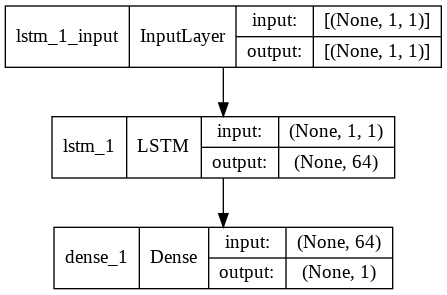 lstm_1_input InputLayer input: [(None, 1, 1)]
output: [(None, 1, 1)]
lstm_1 LSTM input: (None, 1, 1)
output: (None, 64)
dense_1 Dense input: (None, 64)
output: (None, 1)